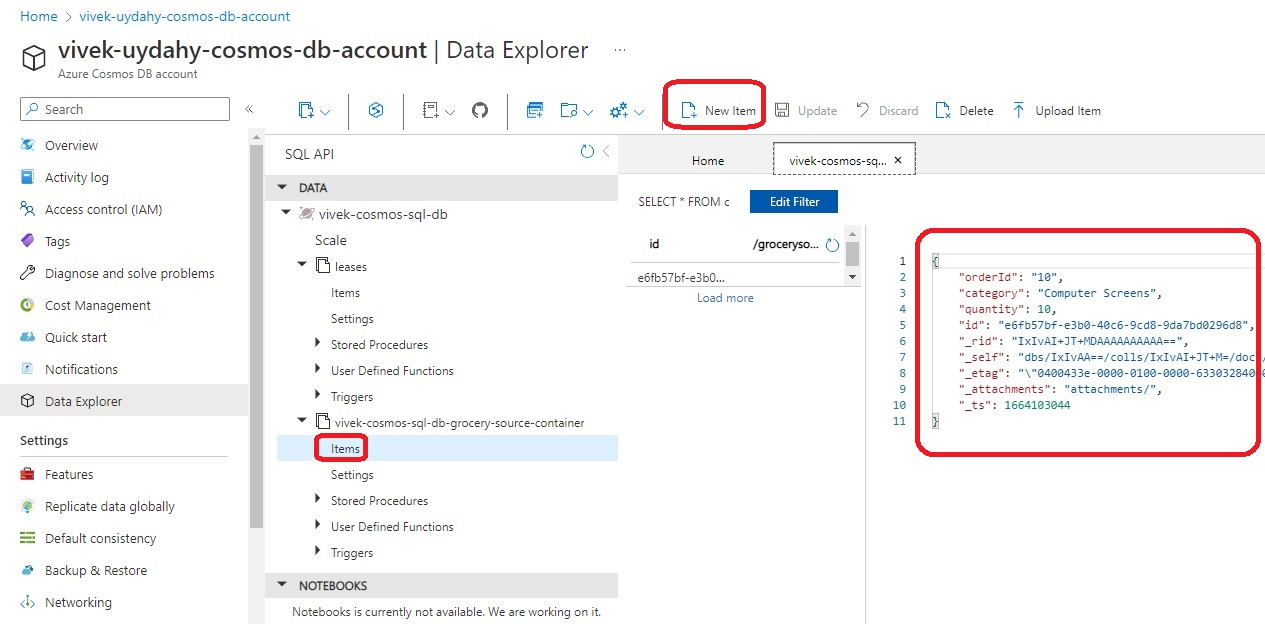 Home > vivek-uydahy-cosmos-db-account
vivek-uydahy-cosmos-db-account | Data Explorer ...
Azure Cosmos DB account
Search
«
New Item
Update
Discard
Delete
Upload Item
Overview
Activity log
Access control (IAM)
Tags
Diagnose and solve problems
Cost Management
Quick start
Notifications
Data Explorer
Settings
Features
Replicate data globally
Default consistency
Backup & Restore
Networking
SQL API
DATA
vivek-cosmos-sql-db
Scale
leases
Items
Settings
Stored Procedures
User Defined Functions
Triggers
vivek-cosmos-sql-db-grocery-source-container
Items
Settings
Stored Procedures
User Defined Functions
Triggers
NOTEBOOKS
Notebooks is currently not available. We are working on it.
Home
vivek-cosmos-sq... ×
SELECT * FROM c
Edit Filter
id /groceryso...
e6fb57bf-e3b0...
Load more
1 {
2 "orderId": "10",
3 "category": "Computer Screens",
4 "quantity": 10,
5 "id": "e6fb57bf-e3b0-40c6-9cd8-9da7bd0296d8",
6 "_rid": "IxIvAI+JT+MDAAAAAAAAAA==",
7 "_self": "dbs/IxIvAA==/colls/IxIvAI+JT+M=/doc
8 "_etag": "\"0400433e-0000-0100-0000-633032840
9 "_attachments": "attachments/",
10 "_ts": 1664103044
11 }